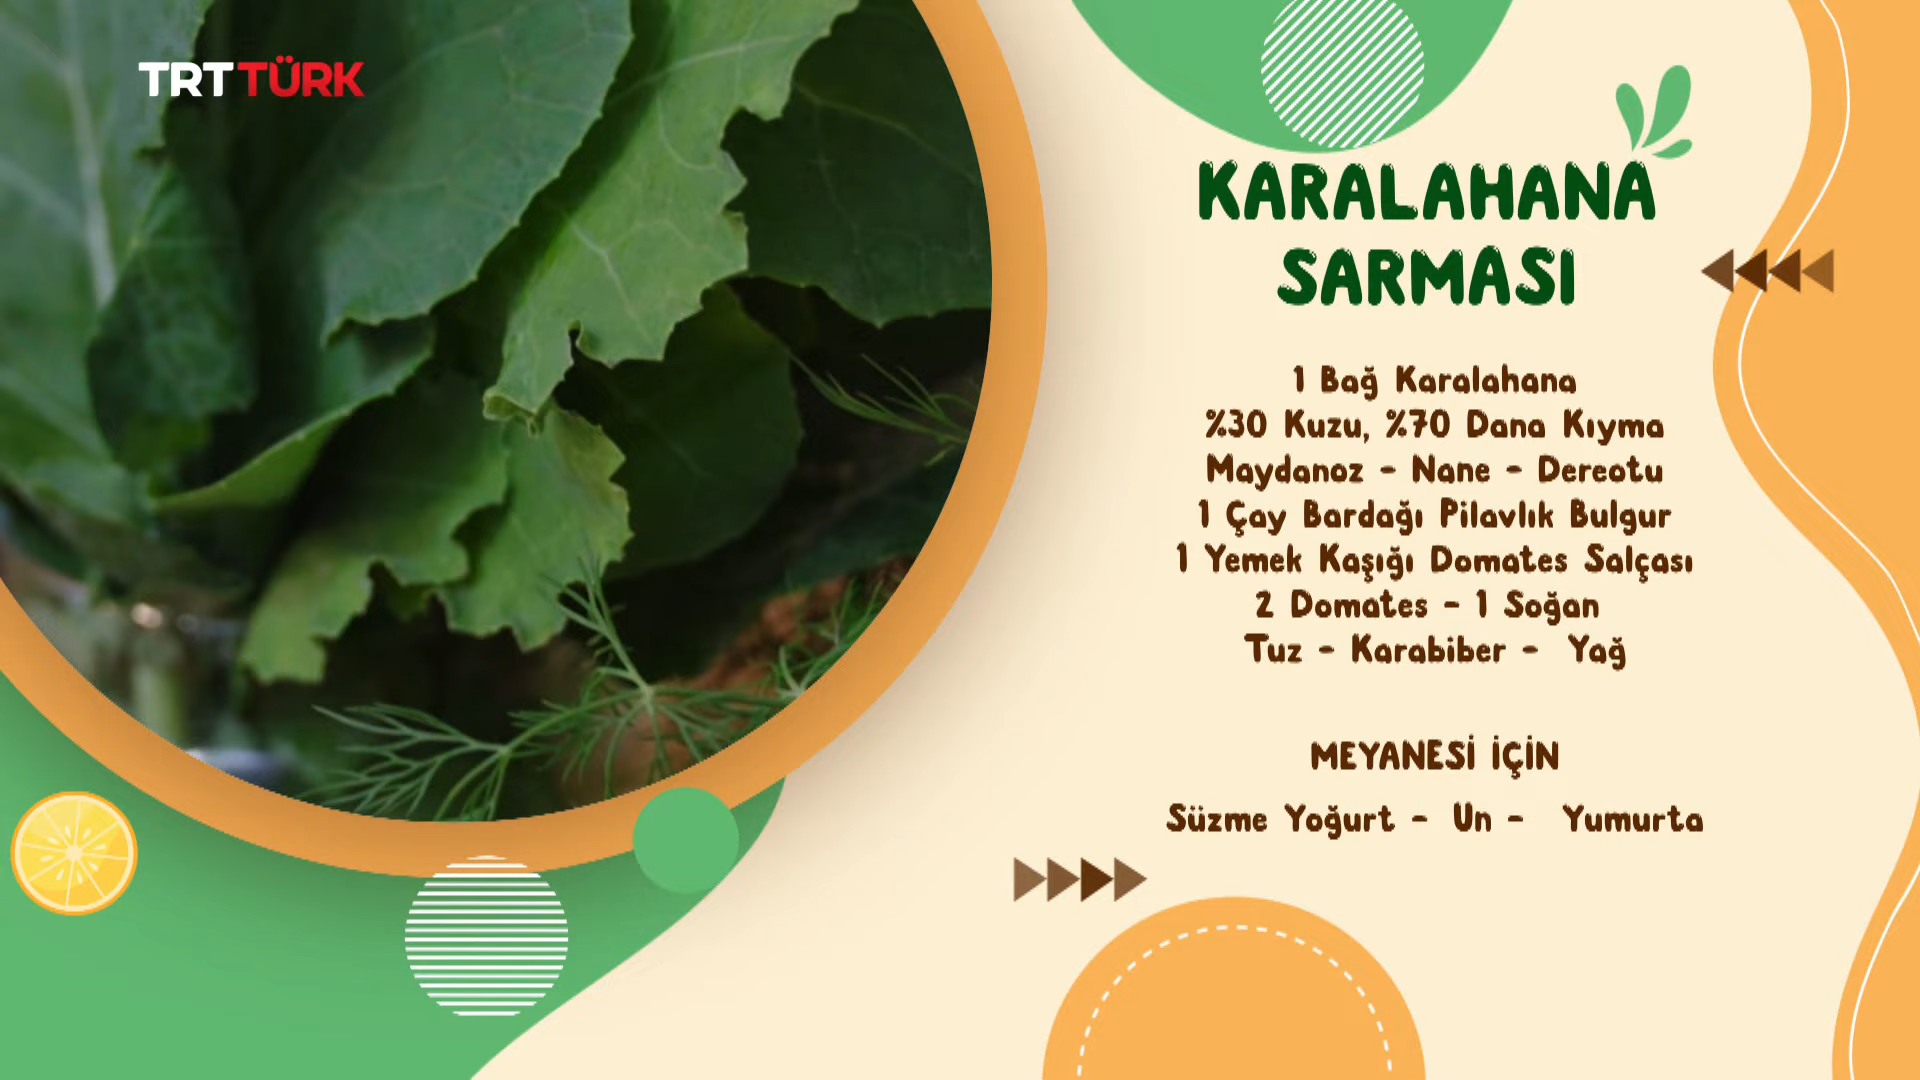 TRT TÜRK
KARALAHANA
SARMASI
1 Bağ Karalahana
%30 Kuzu, %70 Dana Kıyma
Maydanoz - Nane - Dereotu
1 Çay Bardağı Pilavlık Bulgur
1 Yemek Kaşığı Domates Salçası
2 Domates - 1 Soğan
Tuz - Karabiber - Yağ
MEYANESİ İÇİN
Süzme Yoğurt - Un - Yumurta